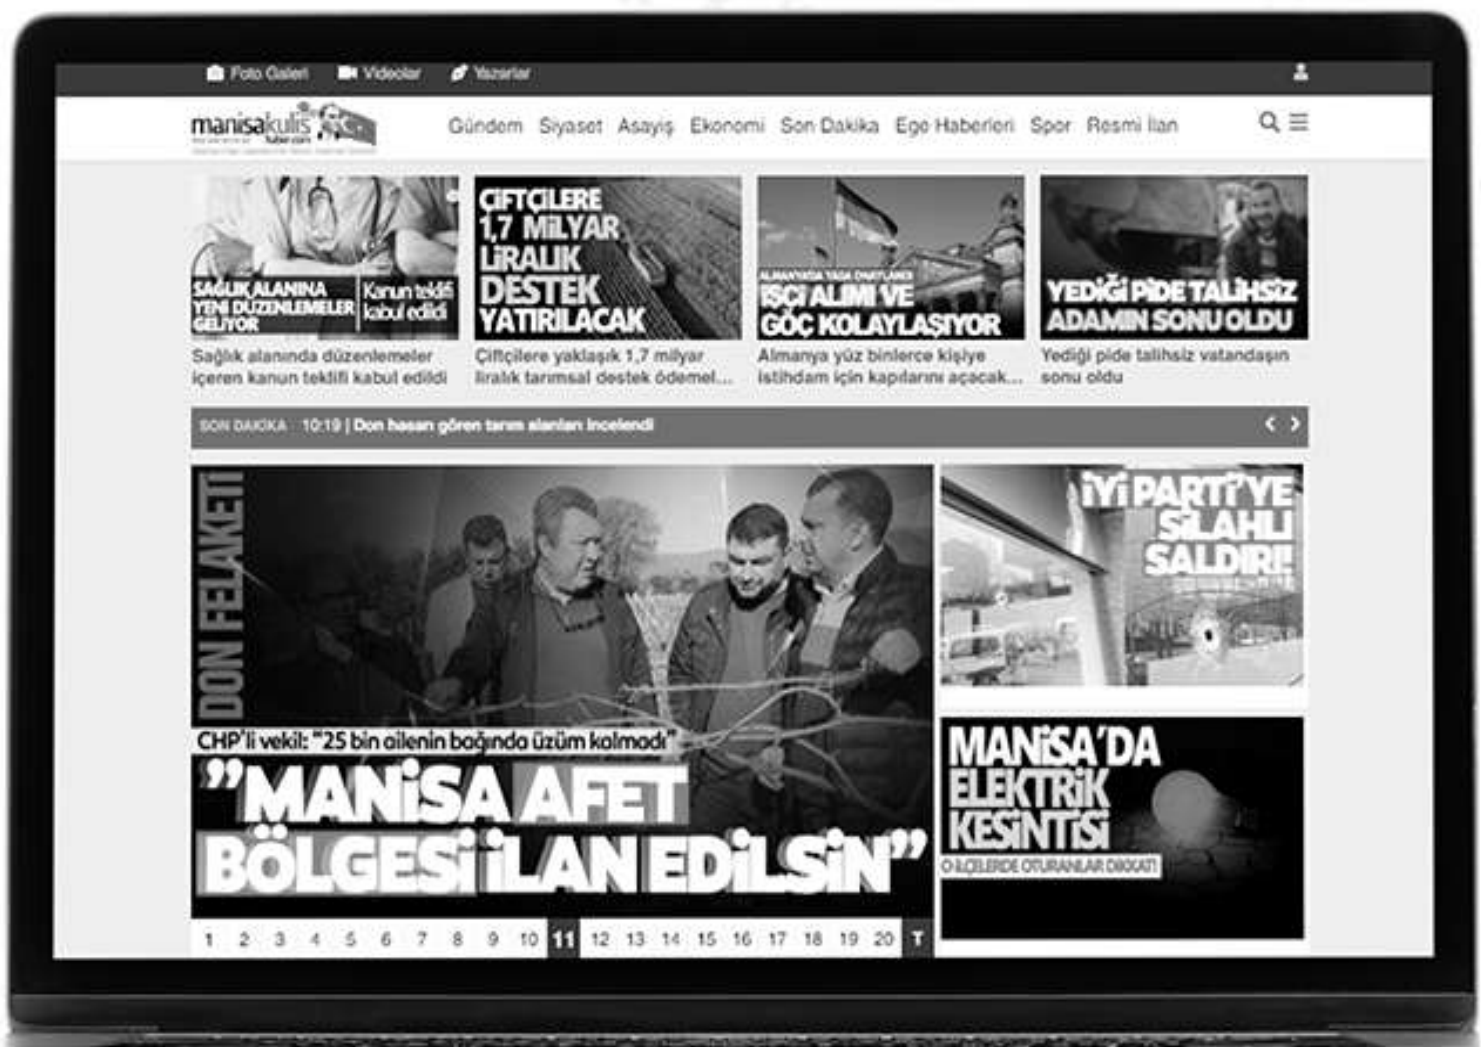 Foto Galeri Videolar Yazarlar
manisakulis
haber.com
Gündem Siyaset Asayiş Ekonomi Son Dakika Ege Haberleri Spor Resmi İlan
SAĞLIK ALANINA
YENİ DÜZENLEMELER
GELİYOR
Kanun teklifi
kabul edildi
Sağlık alanında düzenlemeler
içeren kanun teklifi kabul edildi
ÇİFTÇİLERE
1,7 MİLYAR
LİRALIK
DESTEK
YATIRILACAK
Çiftçilere yaklaşık 1,7 milyar
liralık tarımsal destek ödemel...
ALMANYA'DA YASA ONAYLANDI
İŞÇİ ALIMI VE
GÖÇ KOLAYLAŞIYOR
Almanya yüz binlerce kişiye
istihdam için kapılarını açacak...
YEDİĞİ PİDE TALİHSİZ
ADAMIN SONU OLDU
Yediği pide talihsiz vatandaşın
sonu oldu
SON DAKİKA 10:19 | Don hasarı gören tarım alanları incelendi
DON FELAKETİ
CHP'li vekil: "25 bin ailenin bağında üzüm kalmadı"
"MANİSA AFET
BÖLGESİ İLAN EDİLSİN"
İYİ PARTİ'YE
SİLAHLI
SALDIRI!
MANİSA'DA
ELEKTRİK
KESİNTİSİ
O İLÇELERDE OTURANLAR DİKKAT!
1 2 3 4 5 6 7 8 9 10 11 12 13 14 15 16 17 18 19 20 T